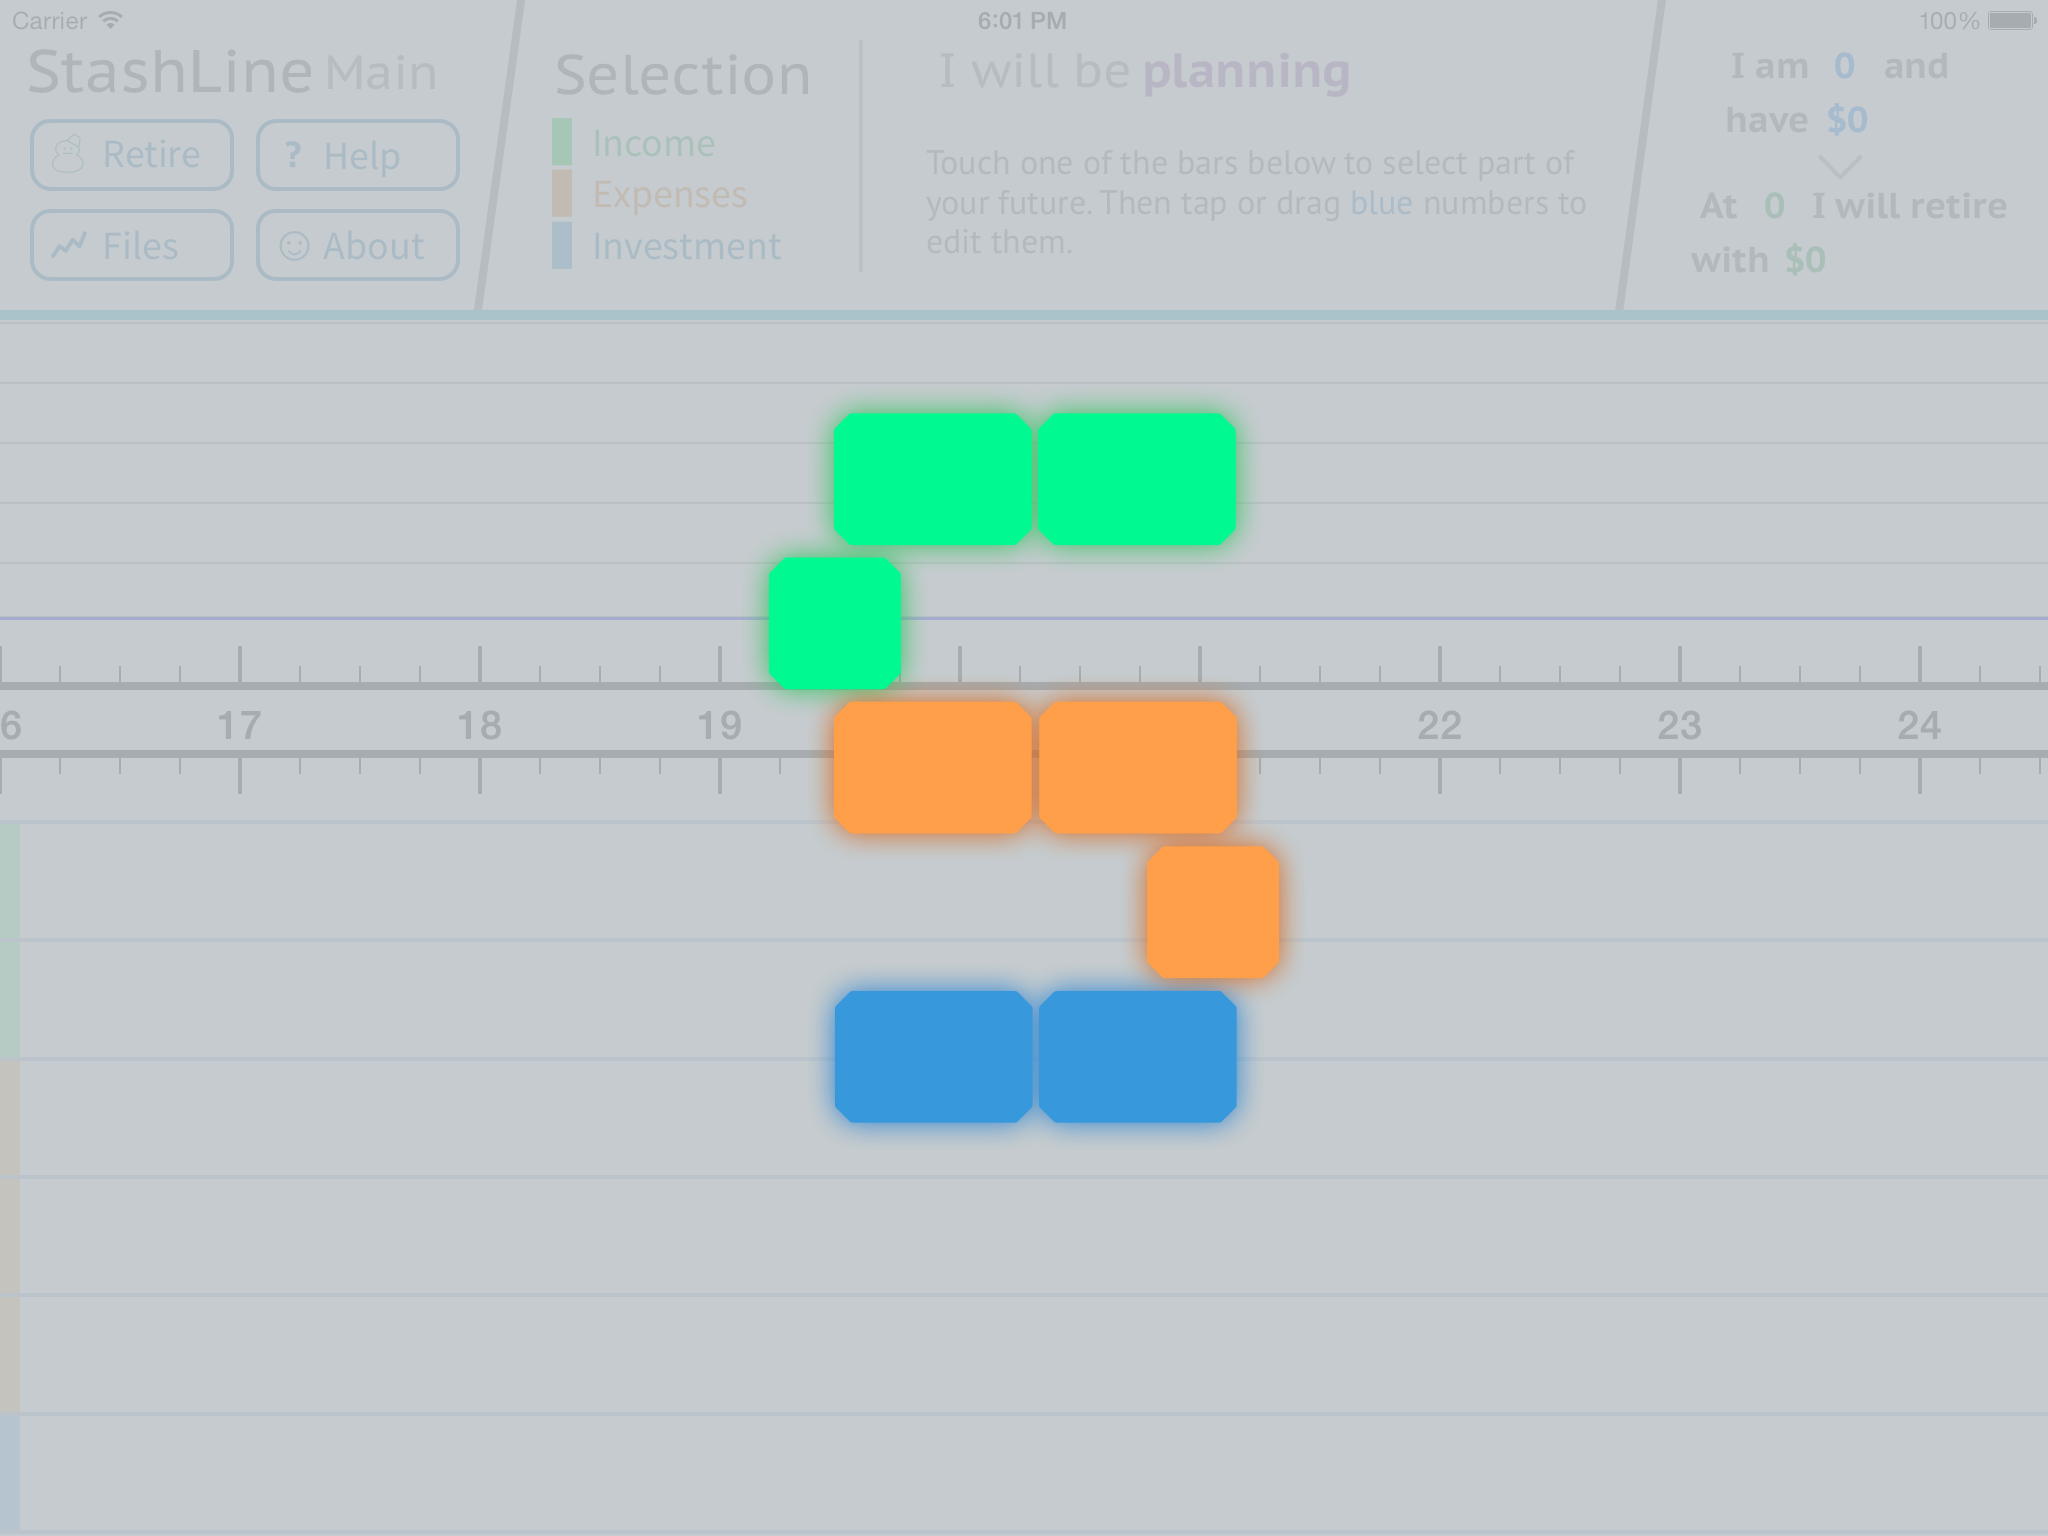 Carrier 6:01 PM 100%
StashLine Main
Retire
? Help
Files
About
Selection
Income
Expenses
Investment
I will be planning
Touch one of the bars below to select part of
your future. Then tap or drag blue numbers to
edit them.
I am 0 and
have $0
At 0 I will retire
with $0
6 17 18 19 22 23 24